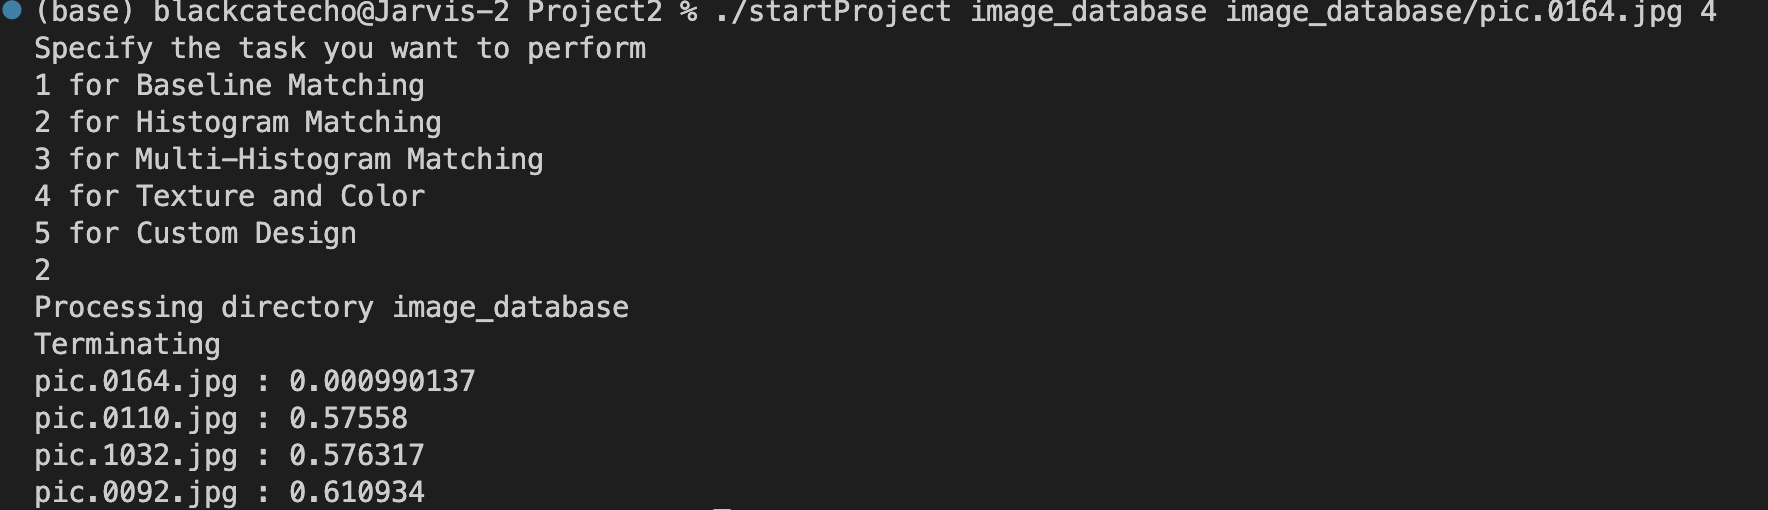 (base) blackcatecho@Jarvis-2 Project2 % ./startProject image_database image_database/pic.0164.jpg 4
Specify the task you want to perform
1 for Baseline Matching
2 for Histogram Matching
3 for Multi-Histogram Matching
4 for Texture and Color
5 for Custom Design
2
Processing directory image_database
Terminating
pic.0164.jpg : 0.000990137
pic.0110.jpg : 0.57558
pic.1032.jpg : 0.576317
pic.0092.jpg : 0.610934